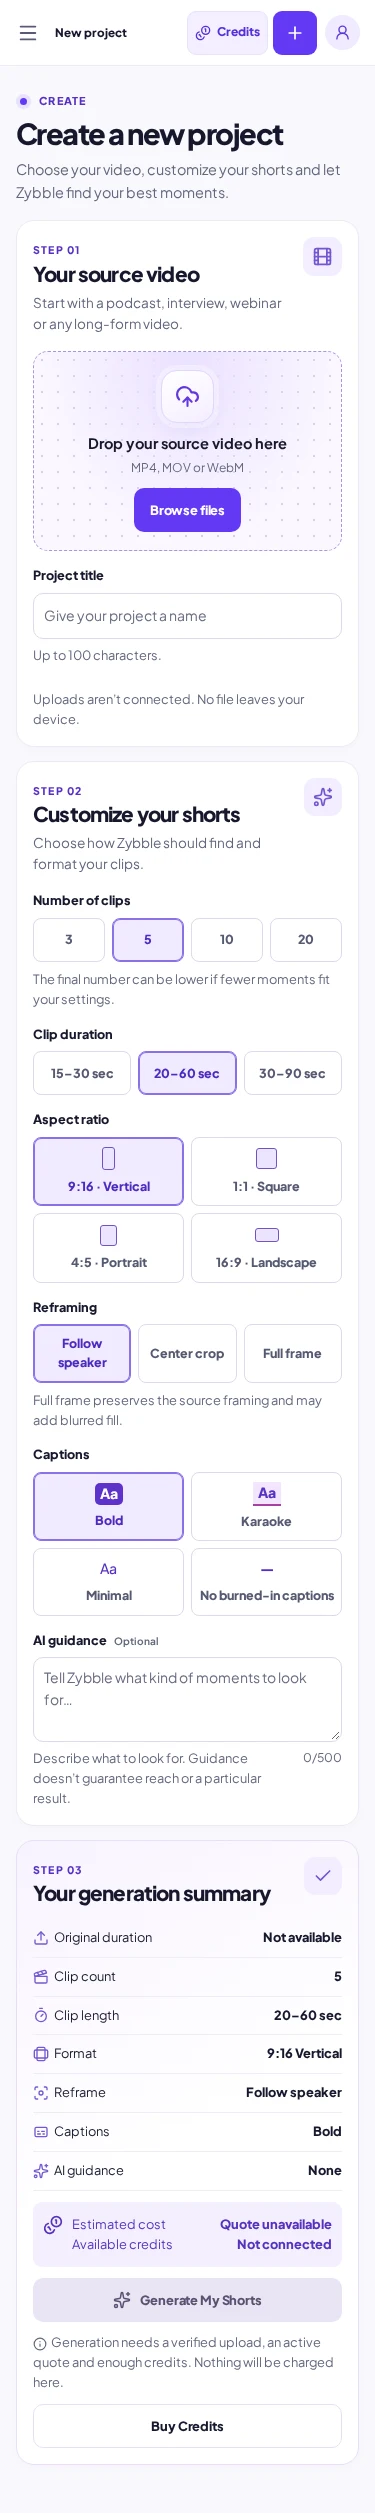 New project
Credits
CREATE
Create a new project
Choose your video, customize your shorts and let
Zybble find your best moments.
STEP 01
Your source video
Start with a podcast, interview, webinar
or any long-form video.
Drop your source video here
MP4, MOV or WebM
Browse files
Project title
Give your project a name
Up to 100 characters.
Uploads aren't connected. No file leaves your
device.
STEP 02
Customize your shorts
Choose how Zybble should find and
format your clips.
Number of clips
3 5 10 20
The final number can be lower if fewer moments fit
your settings.
Clip duration
15–30 sec 20–60 sec 30–90 sec
Aspect ratio
9:16 · Vertical 1:1 · Square
4:5 · Portrait 16:9 · Landscape
Reframing
Follow
speaker
Center crop Full frame
Full frame preserves the source framing and may
add blurred fill.
Captions
Aa Aa
Bold Karaoke
Aa —
Minimal No burned-in captions
AI guidance Optional
Tell Zybble what kind of moments to look
for...
Describe what to look for. Guidance
doesn't guarantee reach or a particular
result.
0/500
STEP 03
Your generation summary
Original duration Not available
Clip count 5
Clip length 20–60 sec
Format 9:16 Vertical
Reframe Follow speaker
Captions Bold
AI guidance None
Estimated cost Quote unavailable
Available credits Not connected
Generate My Shorts
Generation needs a verified upload, an active
quote and enough credits. Nothing will be charged
here.
Buy Credits